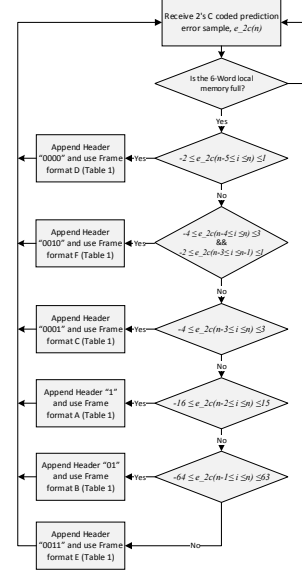 Receive 2's C coded prediction
error sample, e_2c(n)
Is the 6-Word local
memory full?
Yes
-2 ≤ e_2c(n-5≤ i ≤n) ≤1
Yes
Append Header
"0000" and use Frame
format D (Table 1)
No
-4 ≤ e_2c(n-4≤ i ≤n) ≤3
&&
-2 ≤ e_2c(n-3≤ i ≤n-1) ≤1
Yes
Append Header
"0010" and use Frame
format F (Table 1)
No
-4 ≤ e_2c(n-3≤ i ≤n) ≤3
Yes
Append Header
"0001" and use Frame
format C (Table 1)
No
-16 ≤ e_2c(n-2≤ i ≤n) ≤15
Yes
Append Header "1"
and use Frame
format A (Table 1)
No
-64 ≤ e_2c(n-1≤ i ≤n) ≤63
Yes
Append Header "01"
and use Frame
format B (Table 1)
No
Append Header
"0011" and use Frame
format E (Table 1)